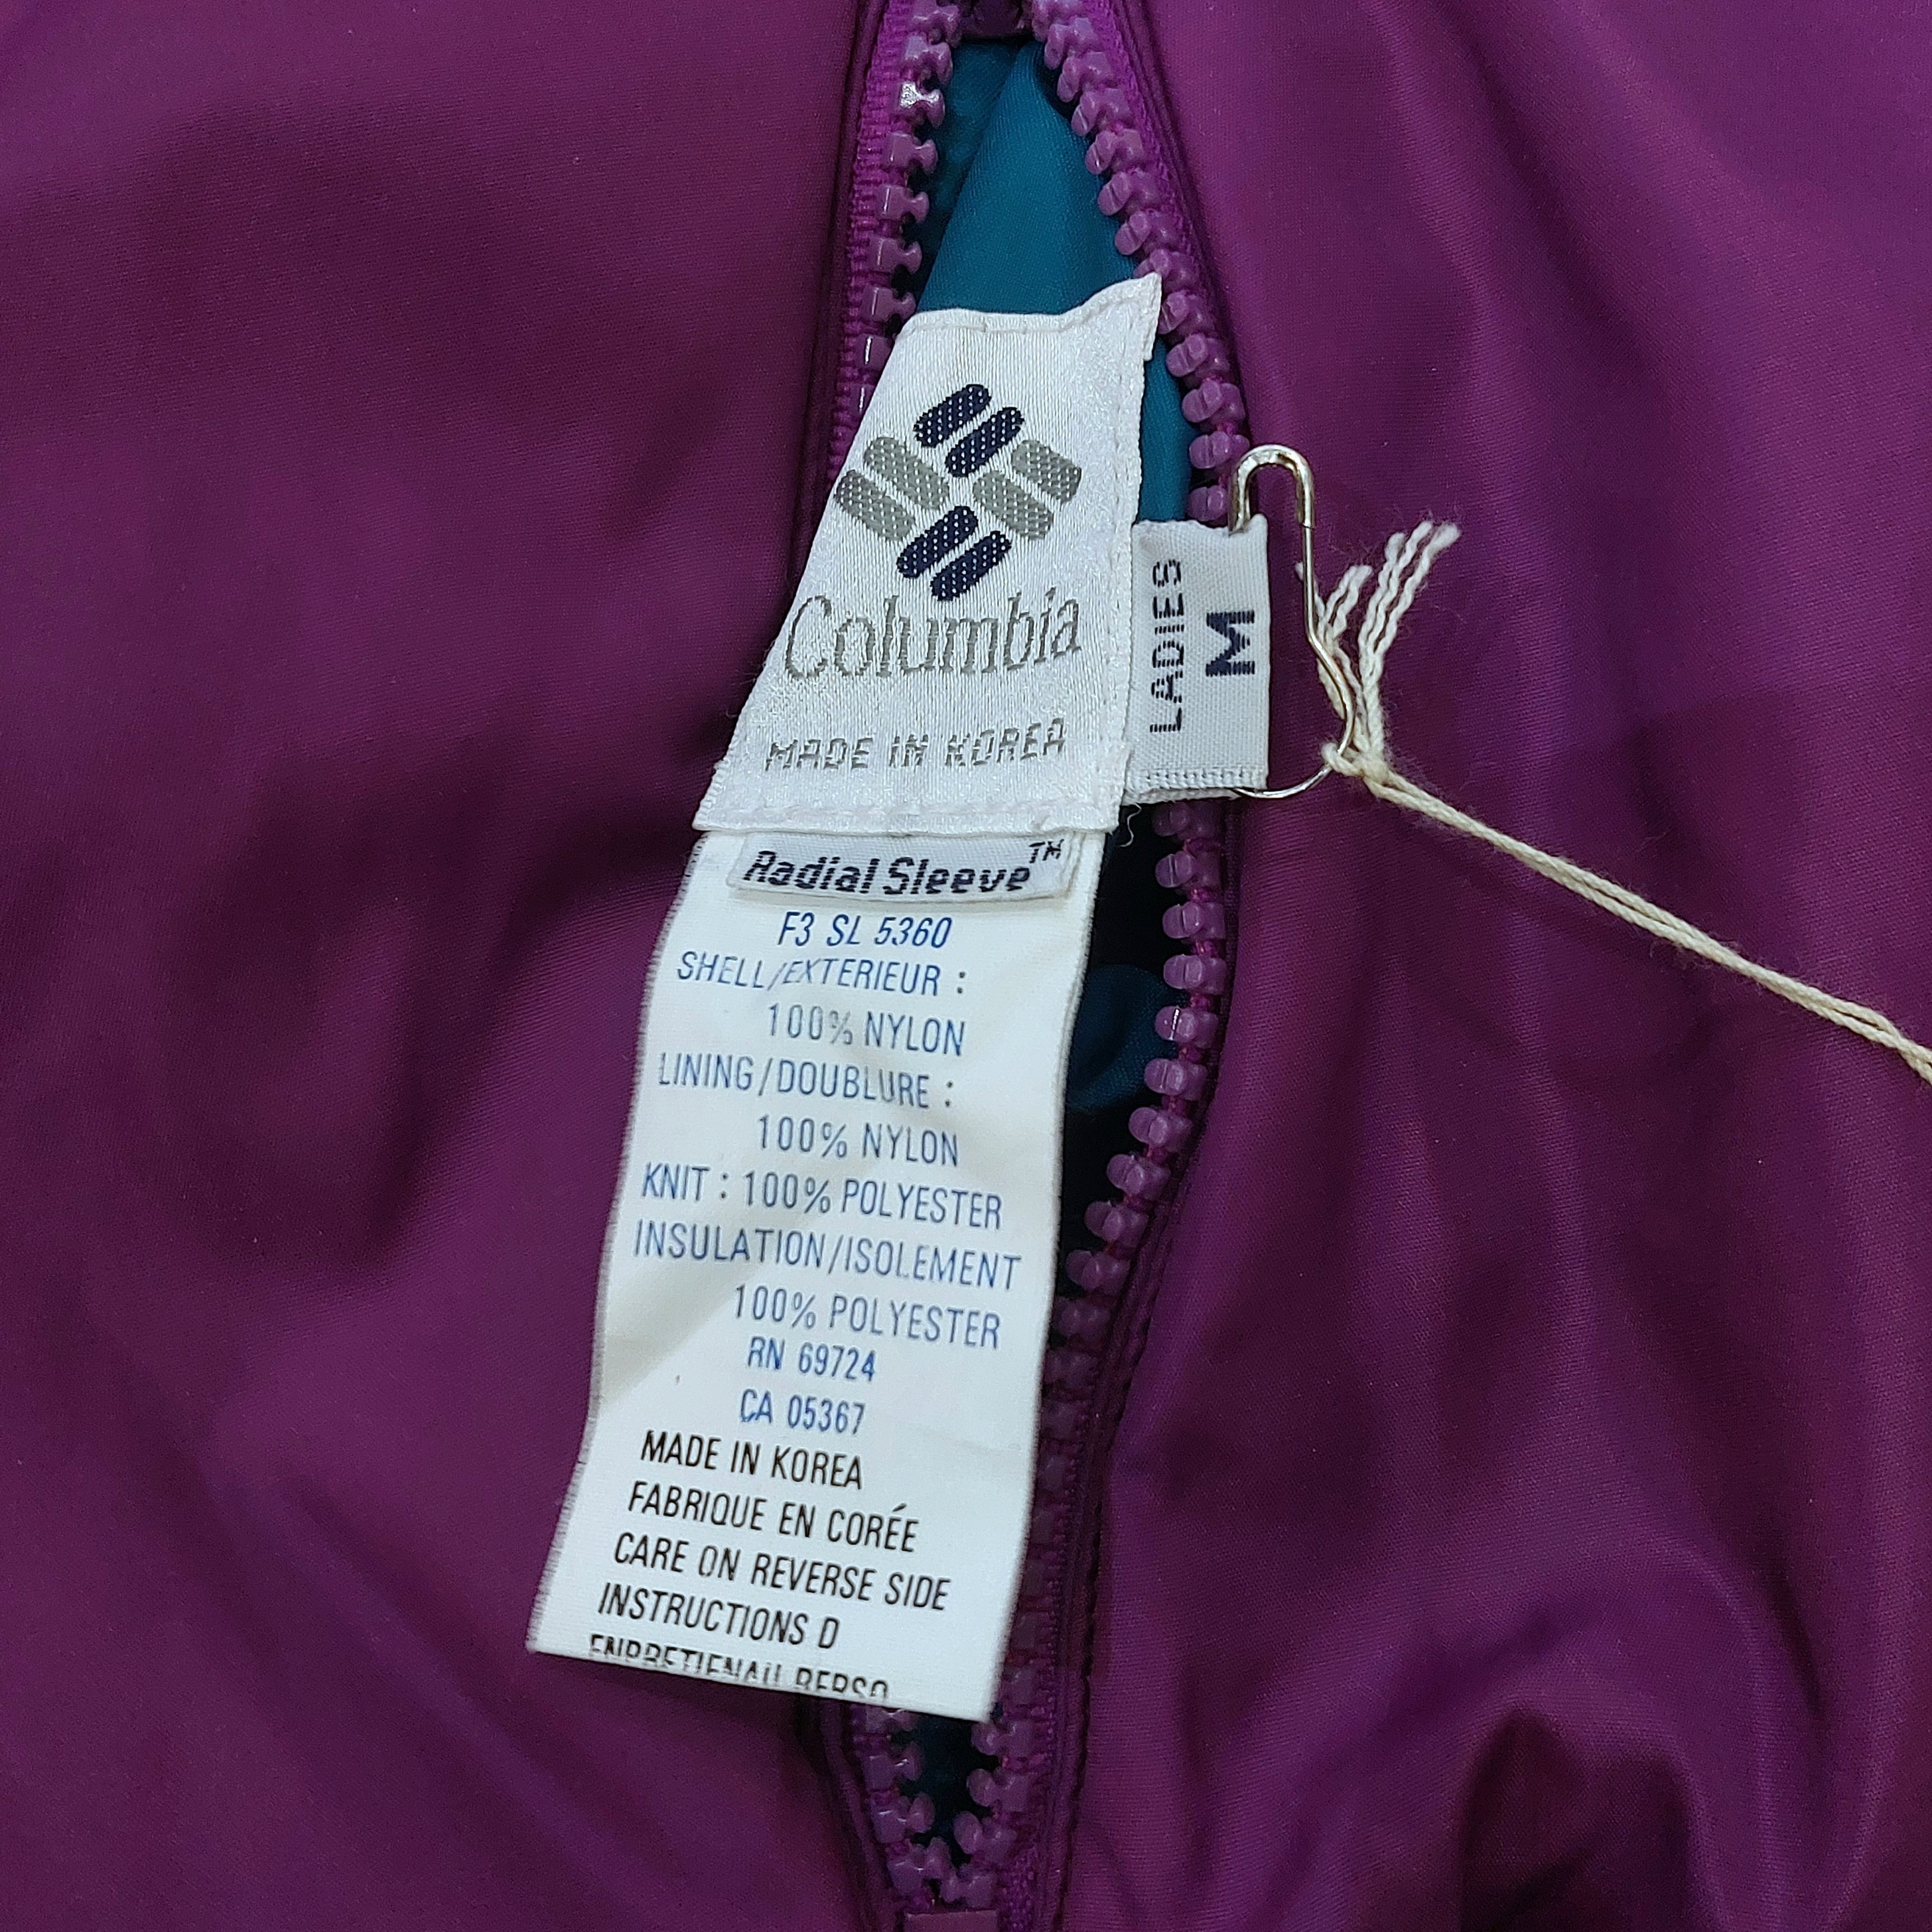 Columbia
MADE IN KOREA
LADIES
M
Radial Sleeve™
F3 SL 5360
SHELL/EXTERIEUR :
100% NYLON
LINING/DOUBLURE :
100% NYLON
KNIT : 100% POLYESTER
INSULATION/ISOLEMENT
100% POLYESTER
RN 69724
CA 05367
MADE IN KOREA
FABRIQUE EN CORÉE
CARE ON REVERSE SIDE
INSTRUCTIONS D